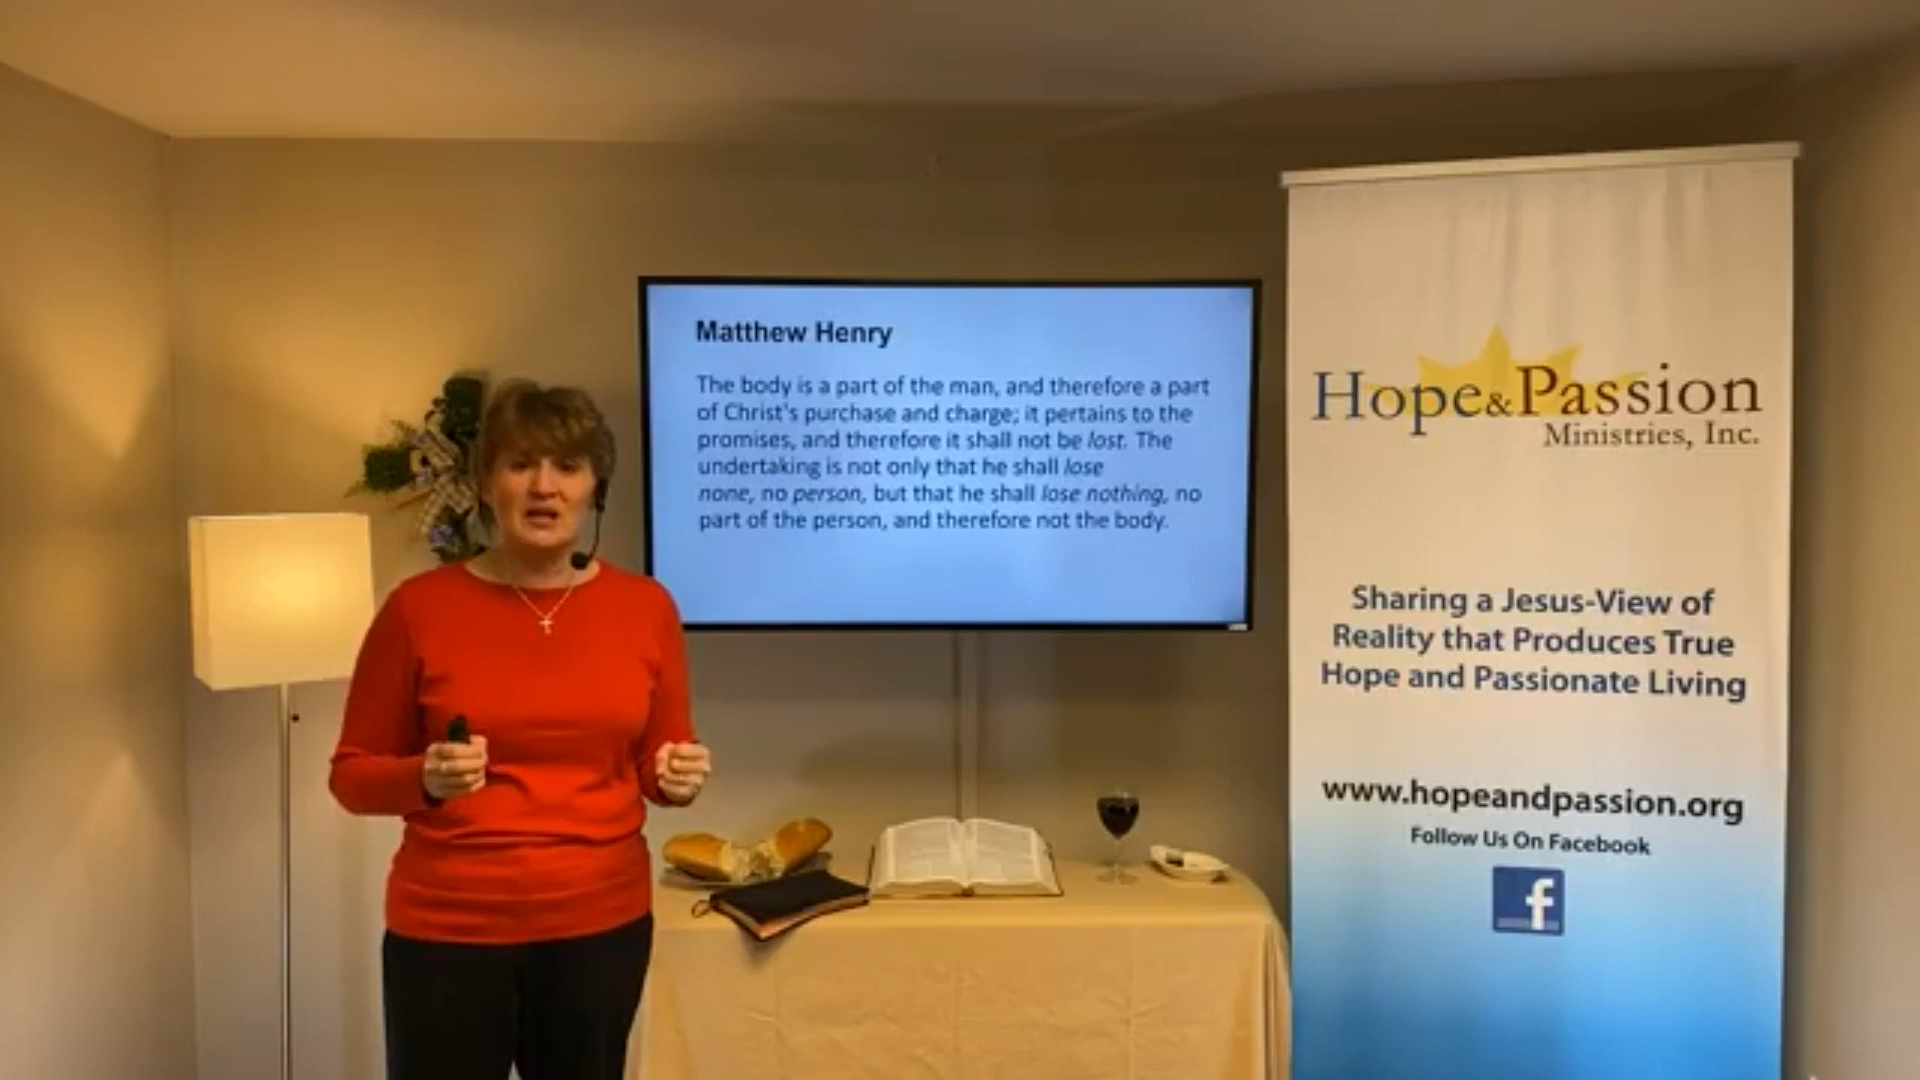 Matthew Henry
The body is a part of the man, and therefore a part
of Christ's purchase and charge; it pertains to the
promises, and therefore it shall not be lost. The
undertaking is not only that he shall lose
none, no person, but that he shall lose nothing, no
part of the person, and therefore not the body.
Hope&Passion
Ministries, Inc.
Sharing a Jesus-View of
Reality that Produces True
Hope and Passionate Living
www.hopeandpassion.org
Follow Us On Facebook
f